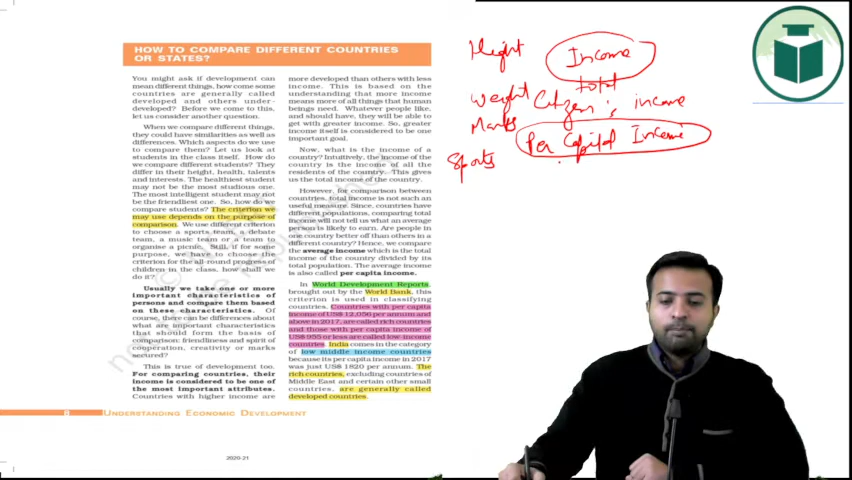 HOW TO COMPARE DIFFERENT COUNTRIES
OR STATES?
You might ask if development can
mean different things, how come some
countries are generally called
developed and others under-
developed? Before we come to this,
let us consider another question.
When we compare different things,
they could have similarities as well as
differences. Which aspects do we use
to compare them? Let us look at
students in the class itself. How do we
compare different students? They
differ in their height, health, talents
and interests. The healthiest student
may not be the most studious one.
The most intelligent student may not
be the friendliest one. So, how do we
compare students? The criterion we
may use depends on the purpose of
comparison. We use different criterion
to choose a sports team, a debate
team, a music team or a team to
organise a picnic. Still, if for some
purpose, we have to choose the
criterion for the all-round progress of
children in the class, how shall we
do it?
Usually we take one or more
important characteristics of
persons and compare them based
on these characteristics. Of
course, there can be differences about
what are important characteristics
that should form the basis of
comparison: friendliness and spirit of
cooperation, creativity or marks
secured?
This is true of development too.
For comparing countries, their
income is considered to be one of
the most important attributes.
Countries with higher income are
more developed than others with less
income. This is based on the
understanding that more income
means more of all things that human
beings need. Whatever people like,
and should have, they will be able to
get with greater income. So, greater
income itself is considered to be one
important goal.
Now, what is the income of a
country? Intuitively, the income of the
country is the income of all the
residents of the country. This gives
us the total income of the country.
However, for comparison between
countries, total income is not such an
useful measure. Since, countries have
different populations, comparing total
income will not tell us what an average
person is likely to earn. Are people in
one country better off than others in a
different country? Hence, we compare
the average income which is the total
income of the country divided by its
total population. The average income
is also called per capita income.
In World Development Reports,
brought out by the World Bank, this
criterion is used in classifying
countries. Countries with per capita
income of US$ 12,056 per annum and
above in 2017, are called rich countries
and those with per capita income of
US$ 955 or less are called low-income
countries. India comes in the category
of low middle income countries
because its per capita income in 2017
was just US$ 1820 per annum. The
rich countries, excluding countries of
Middle East and certain other small
countries, are generally called
developed countries.
8 UNDERSTANDING ECONOMIC DEVELOPMENT
2020-21
Height Income
total
Weight Citizen's income
Marks
Per Capital Income
Sports